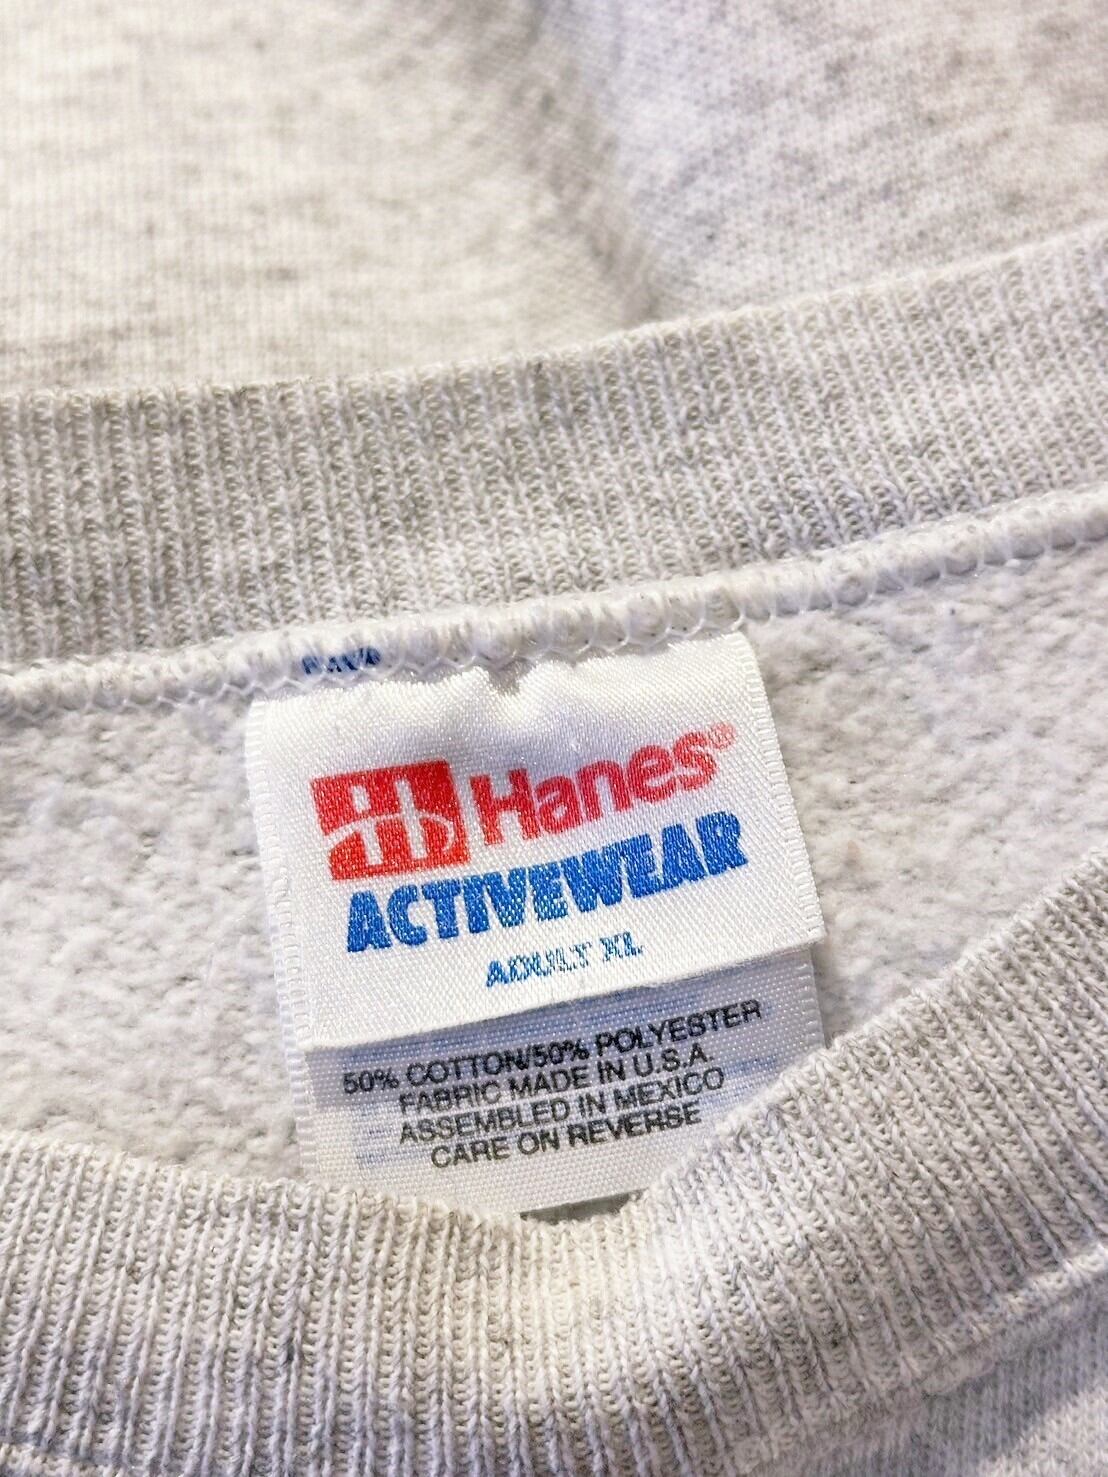 Hanes®
ACTIVEWEAR
ADULT XL
50% COTTON/50% POLYESTER
FABRIC MADE IN U.S.A.
ASSEMBLED IN MEXICO
CARE ON REVERSE